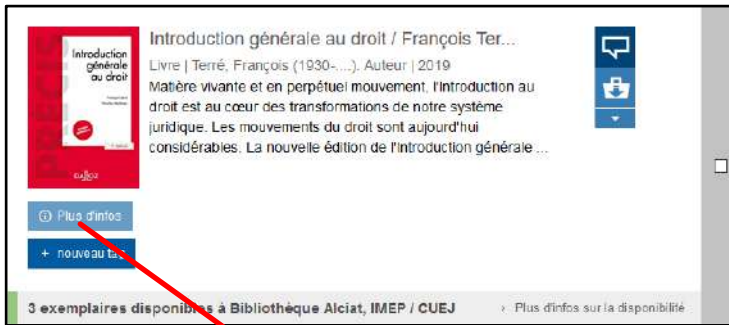 Introduction générale au droit / François Ter...
Livre | Terré, François (1930-....). Auteur | 2019
Matière vivante et en perpétuel mouvement, l'Introduction au
droit est au cœur des transformations de notre système
juridique. Les mouvements du droit sont aujourd'hui
considérables. La nouvelle édition de l'Introduction générale ...
PRÉCIS
Introduction
générale
au droit
DALLOZ
Plus d'infos
+ nouveau tag
3 exemplaires disponibles à Bibliothèque Alciat, IMEP / CUEJ
› Plus d'infos sur la disponibilité